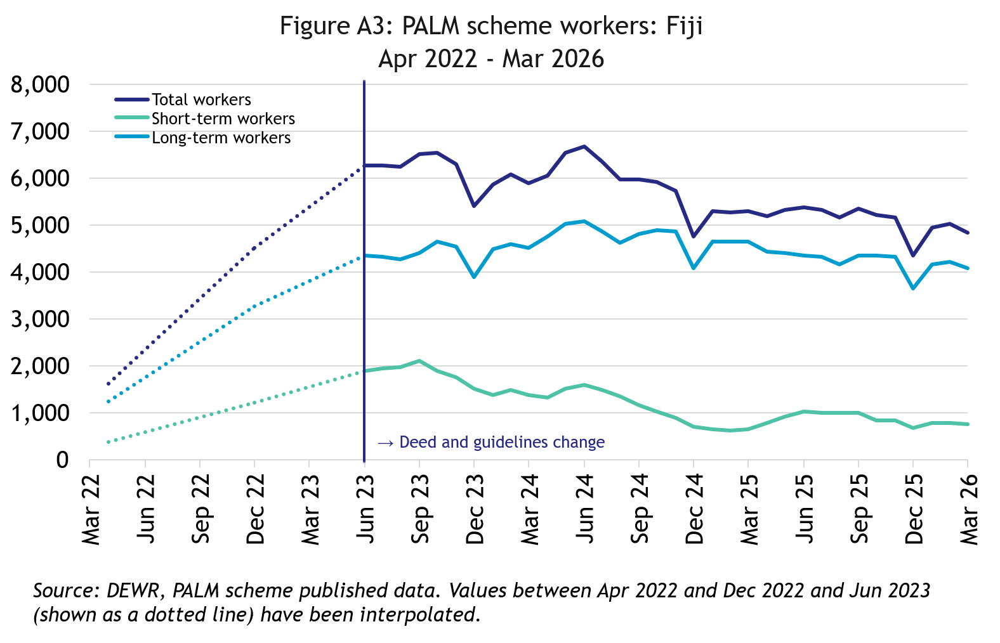 Figure A3: PALM scheme workers: Fiji
Apr 2022 - Mar 2026
8,000
7,000
6,000
5,000
4,000
3,000
2,000
1,000
0
Total workers
Short-term workers
Long-term workers
→ Deed and guidelines change
Mar 22
Jun 22
Sep 22
Dec 22
Mar 23
Jun 23
Sep 23
Dec 23
Mar 24
Jun 24
Sep 24
Dec 24
Mar 25
Jun 25
Sep 25
Dec 25
Mar 26
Source: DEWR, PALM scheme published data. Values between Apr 2022 and Dec 2022 and Jun 2023
(shown as a dotted line) have been interpolated.